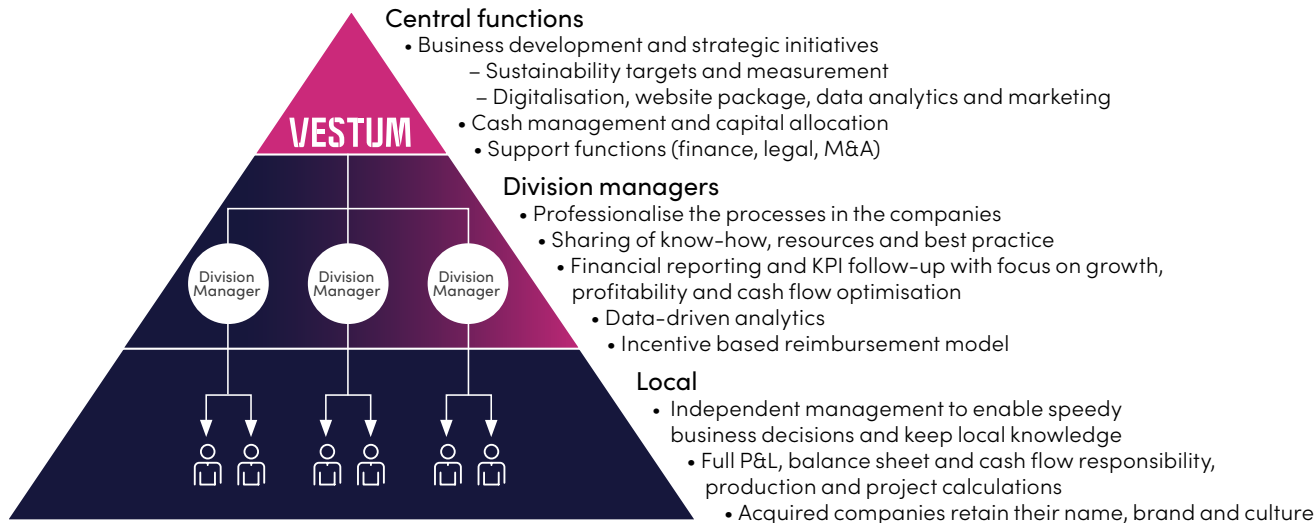 Central functions
• Business development and strategic initiatives
– Sustainability targets and measurement
– Digitalisation, website package, data analytics and marketing
• Cash management and capital allocation
• Support functions (finance, legal, M&A)
VESTUM
Division managers
• Professionalise the processes in the companies
• Sharing of know-how, resources and best practice
• Financial reporting and KPI follow-up with focus on growth,
profitability and cash flow optimisation
• Data-driven analytics
• Incentive based reimbursement model
Division
Manager
Division
Manager
Division
Manager
Local
• Independent management to enable speedy
business decisions and keep local knowledge
• Full P&L, balance sheet and cash flow responsibility,
production and project calculations
• Acquired companies retain their name, brand and culture